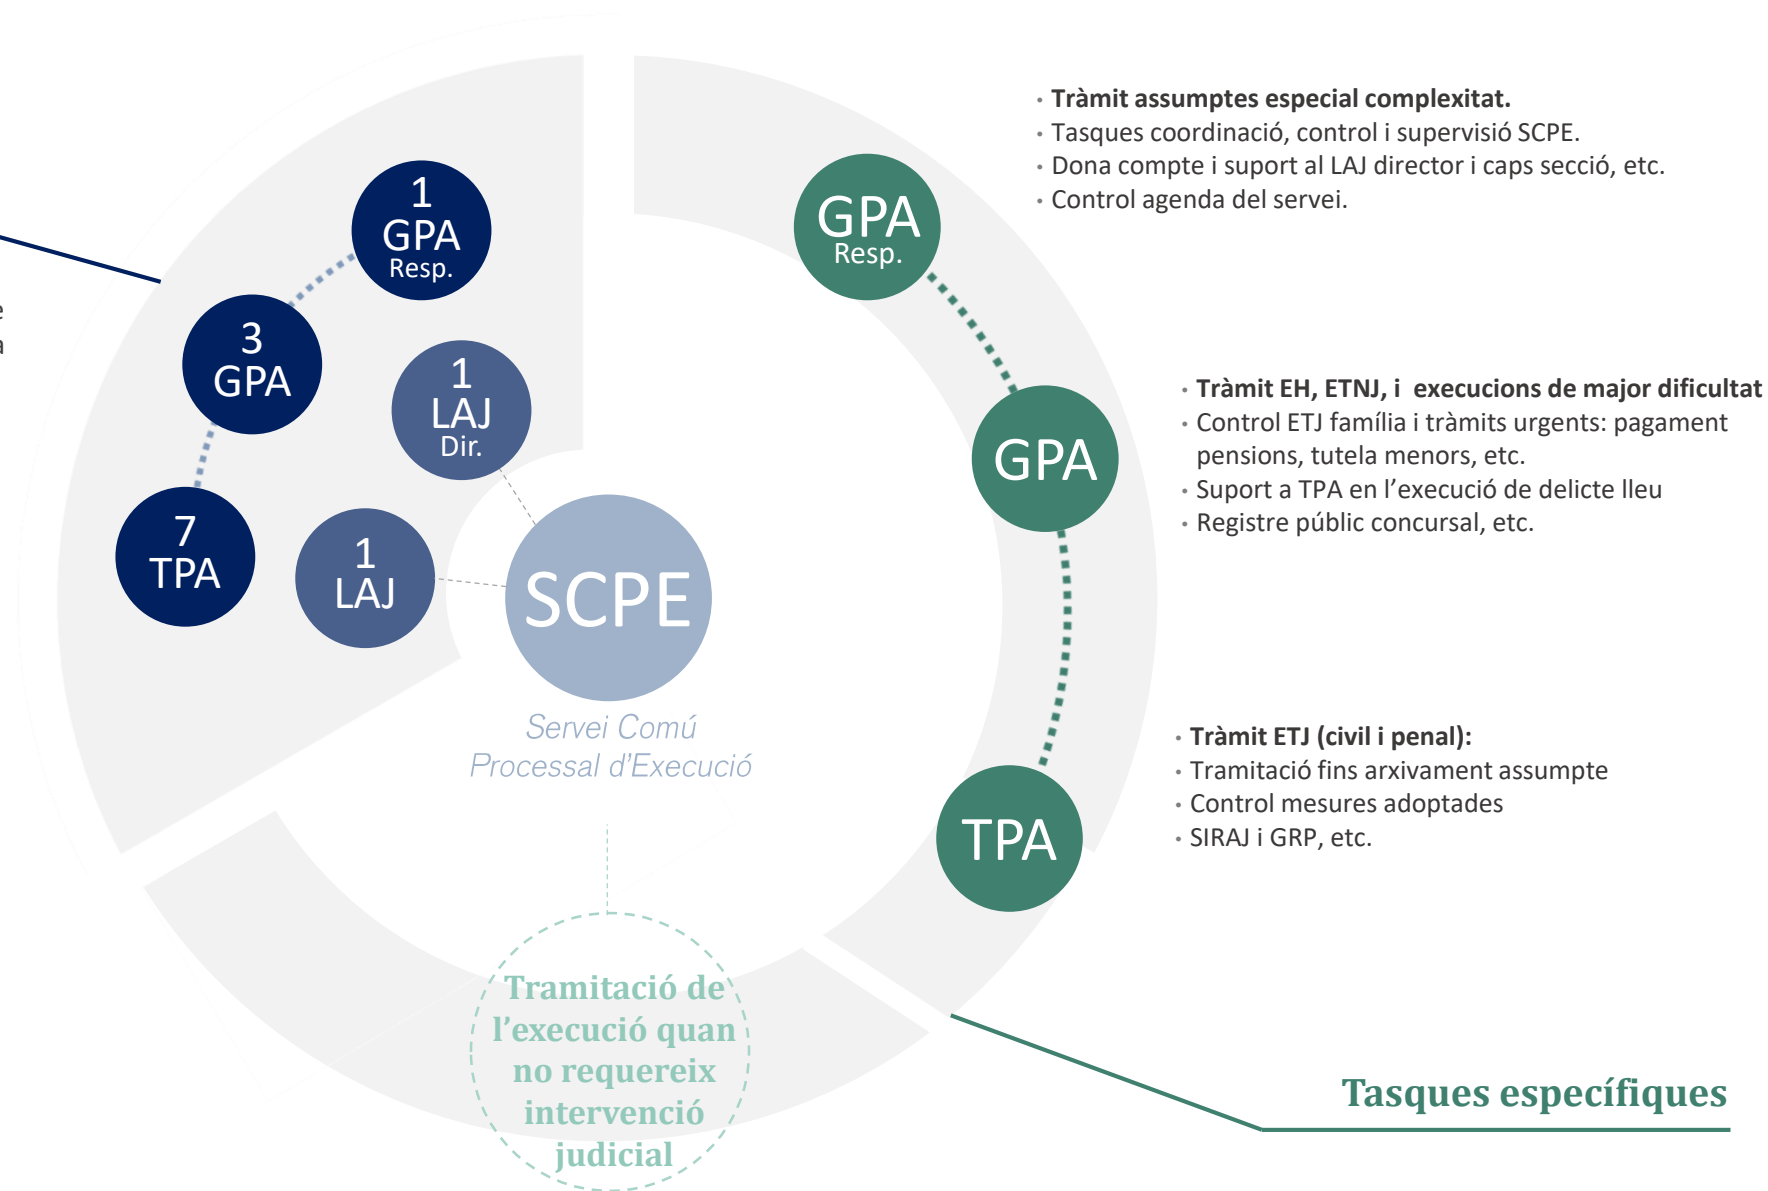 1
GPA
Resp.
3
GPA
7
TPA
1
LAJ
Dir.
1
LAJ
SCPE
Servei Comú
Processal d'Execució
Tramitació de
l'execució quan
no requereix
intervenció
judicial
GPA
Resp.
· Tràmit assumptes especial complexitat.
· Tasques coordinació, control i supervisió SCPE.
· Dona compte i suport al LAJ director i caps secció, etc.
· Control agenda del servei.
GPA
· Tràmit EH, ETNJ, i execucions de major dificultat
· Control ETJ família i tràmits urgents: pagament
pensions, tutela menors, etc.
· Suport a TPA en l'execució de delicte lleu
· Registre públic concursal, etc.
TPA
· Tràmit ETJ (civil i penal):
· Tramitació fins arxivament assumpte
· Control mesures adoptades
· SIRAJ i GRP, etc.
Tasques específiques